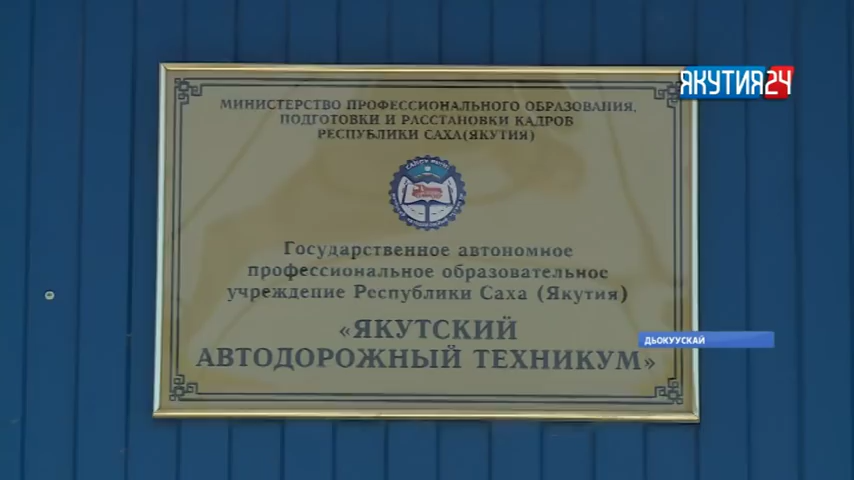 ЯКУТИЯ24
МИНИСТЕРСТВО ПРОФЕССИОНАЛЬНОГО ОБРАЗОВАНИЯ,
ПОДГОТОВКИ И РАССТАНОВКИ КАДРОВ
РЕСПУБЛИКИ САХА(ЯКУТИЯ)
Государственное автономное
профессиональное образовательное
учреждение Республики Саха (Якутия)
«ЯКУТСКИЙ
АВТОДОРОЖНЫЙ ТЕХНИКУМ»
ДЬОКУУСКАЙ